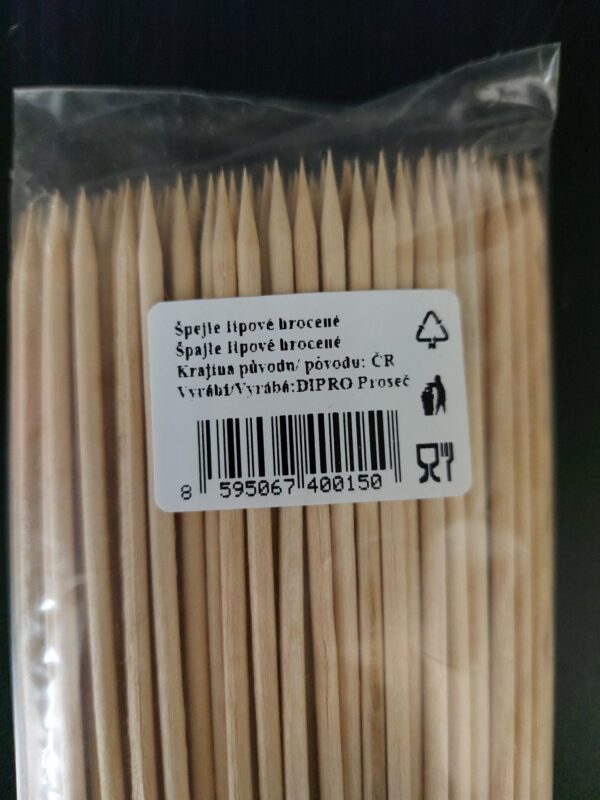 Špejle lipové hrocené
Špajle lipové hrocené
Krajina původu/ pôvodu: ČR
Vyrábí/Vyrába:DIPRO Proseč
8 595067 400150